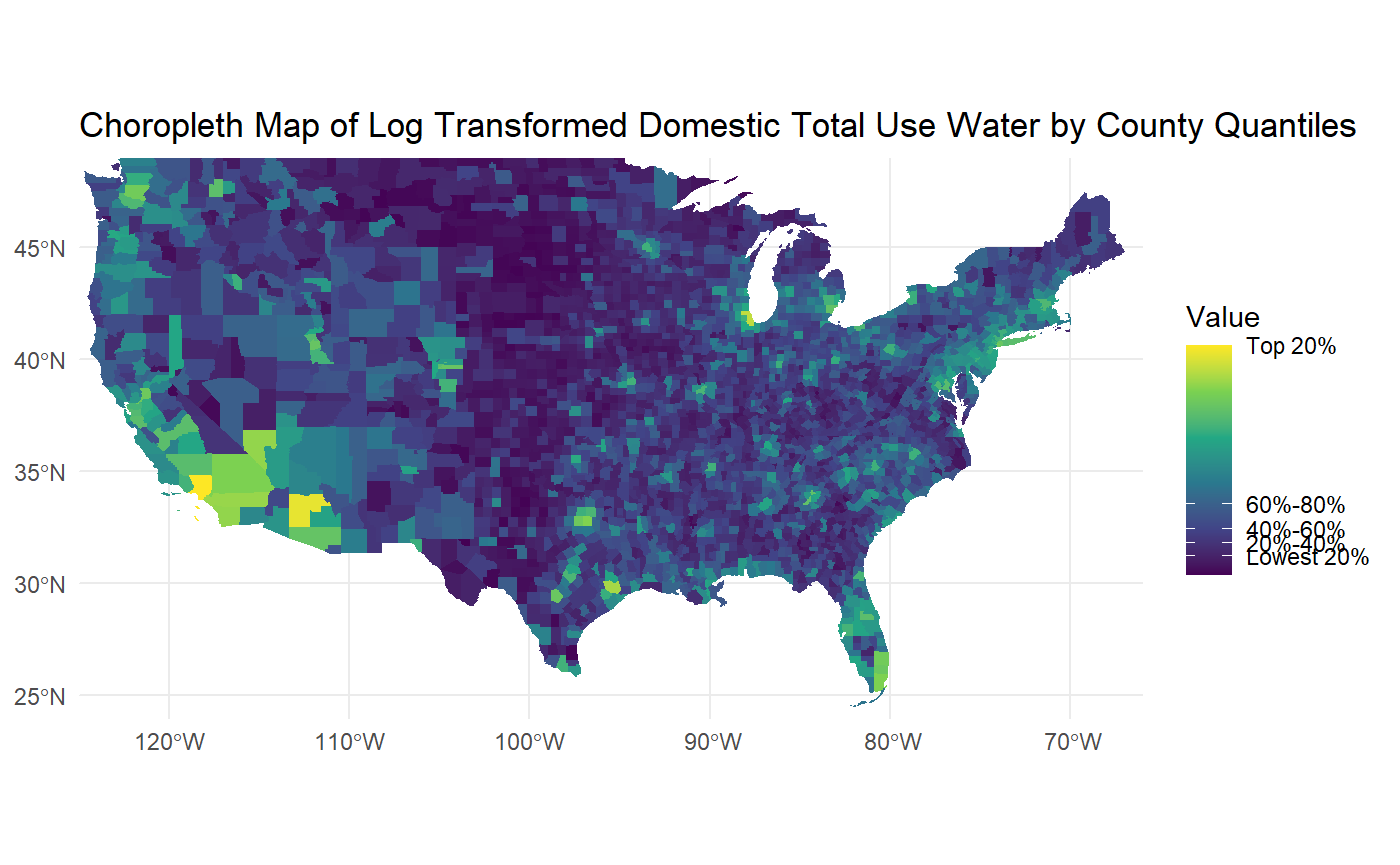 Choropleth Map of Log Transformed Domestic Total Use Water by County Quantiles
45°N
40°N
35°N
30°N
25°N
120°W
110°W
100°W
90°W
80°W
70°W
Value
Top 20%
60%-80%
40%-60%
20%-40%
Lowest 20%